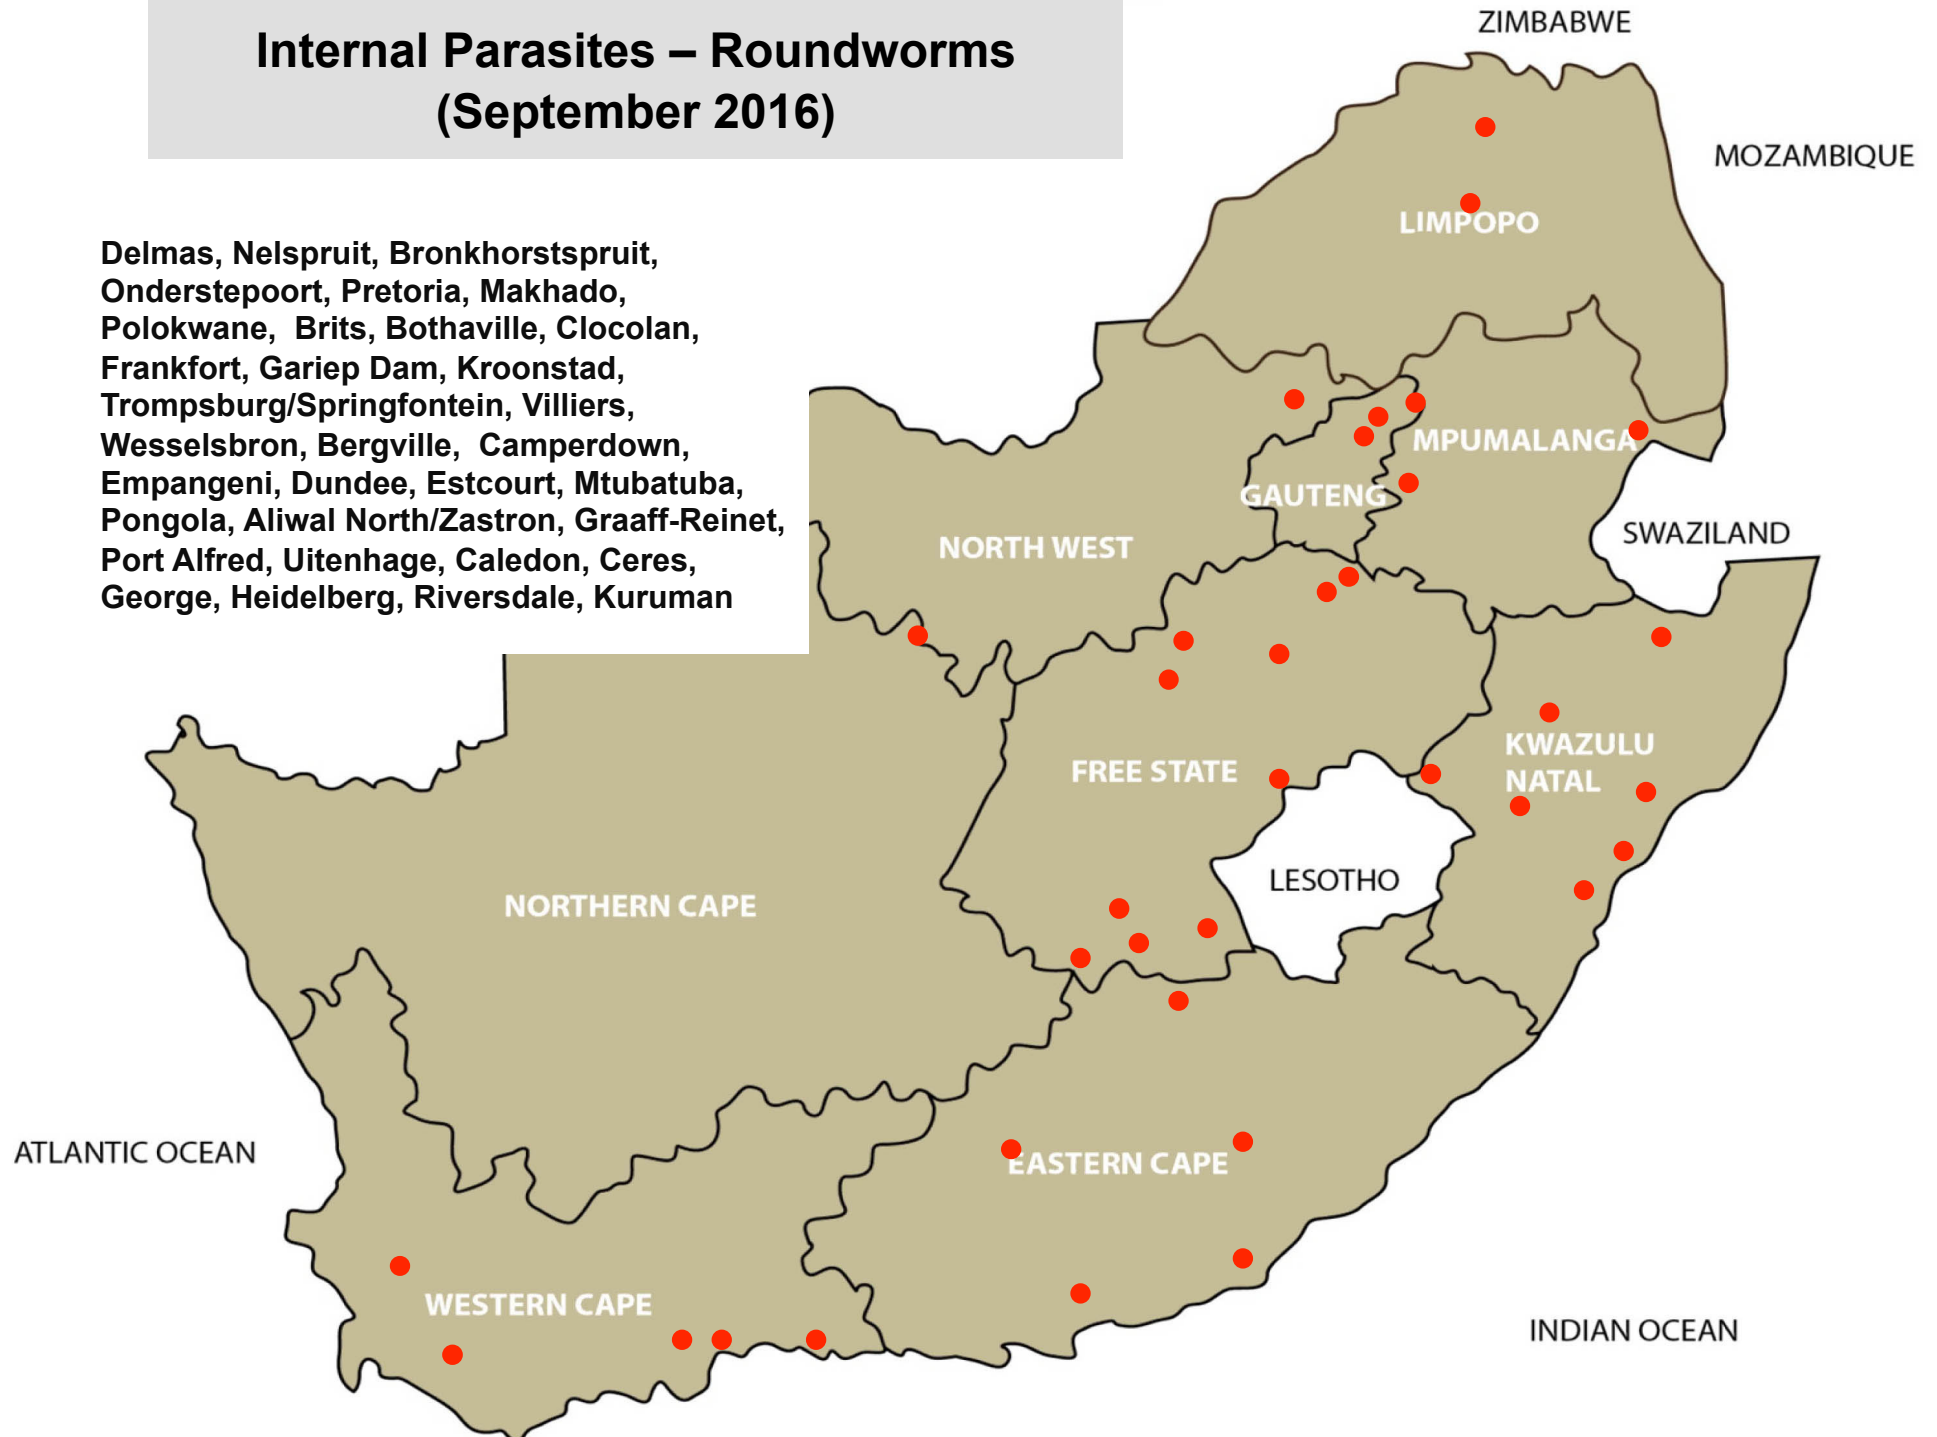 Internal Parasites – Roundworms
(September 2016)
Delmas, Nelspruit, Bronkhorstspruit,
Onderstepoort, Pretoria, Makhado,
Polokwane,  Brits, Bothaville, Clocolan,
Frankfort, Gariep Dam, Kroonstad,
Trompsburg/Springfontein, Villiers,
Wesselsbron, Bergville,  Camperdown,
Empangeni, Dundee, Estcourt, Mtubatuba,
Pongola, Aliwal North/Zastron, Graaff-Reinet,
Port Alfred, Uitenhage, Caledon, Ceres,
George, Heidelberg, Riversdale, Kuruman
ZIMBABWE
MOZAMBIQUE
LIMPOPO
MPUMALANGA
GAUTENG
SWAZILAND
NORTH WEST
KWAZULU
NATAL
FREE STATE
LESOTHO
NORTHERN CAPE
ATLANTIC OCEAN
EASTERN CAPE
WESTERN CAPE
INDIAN OCEAN